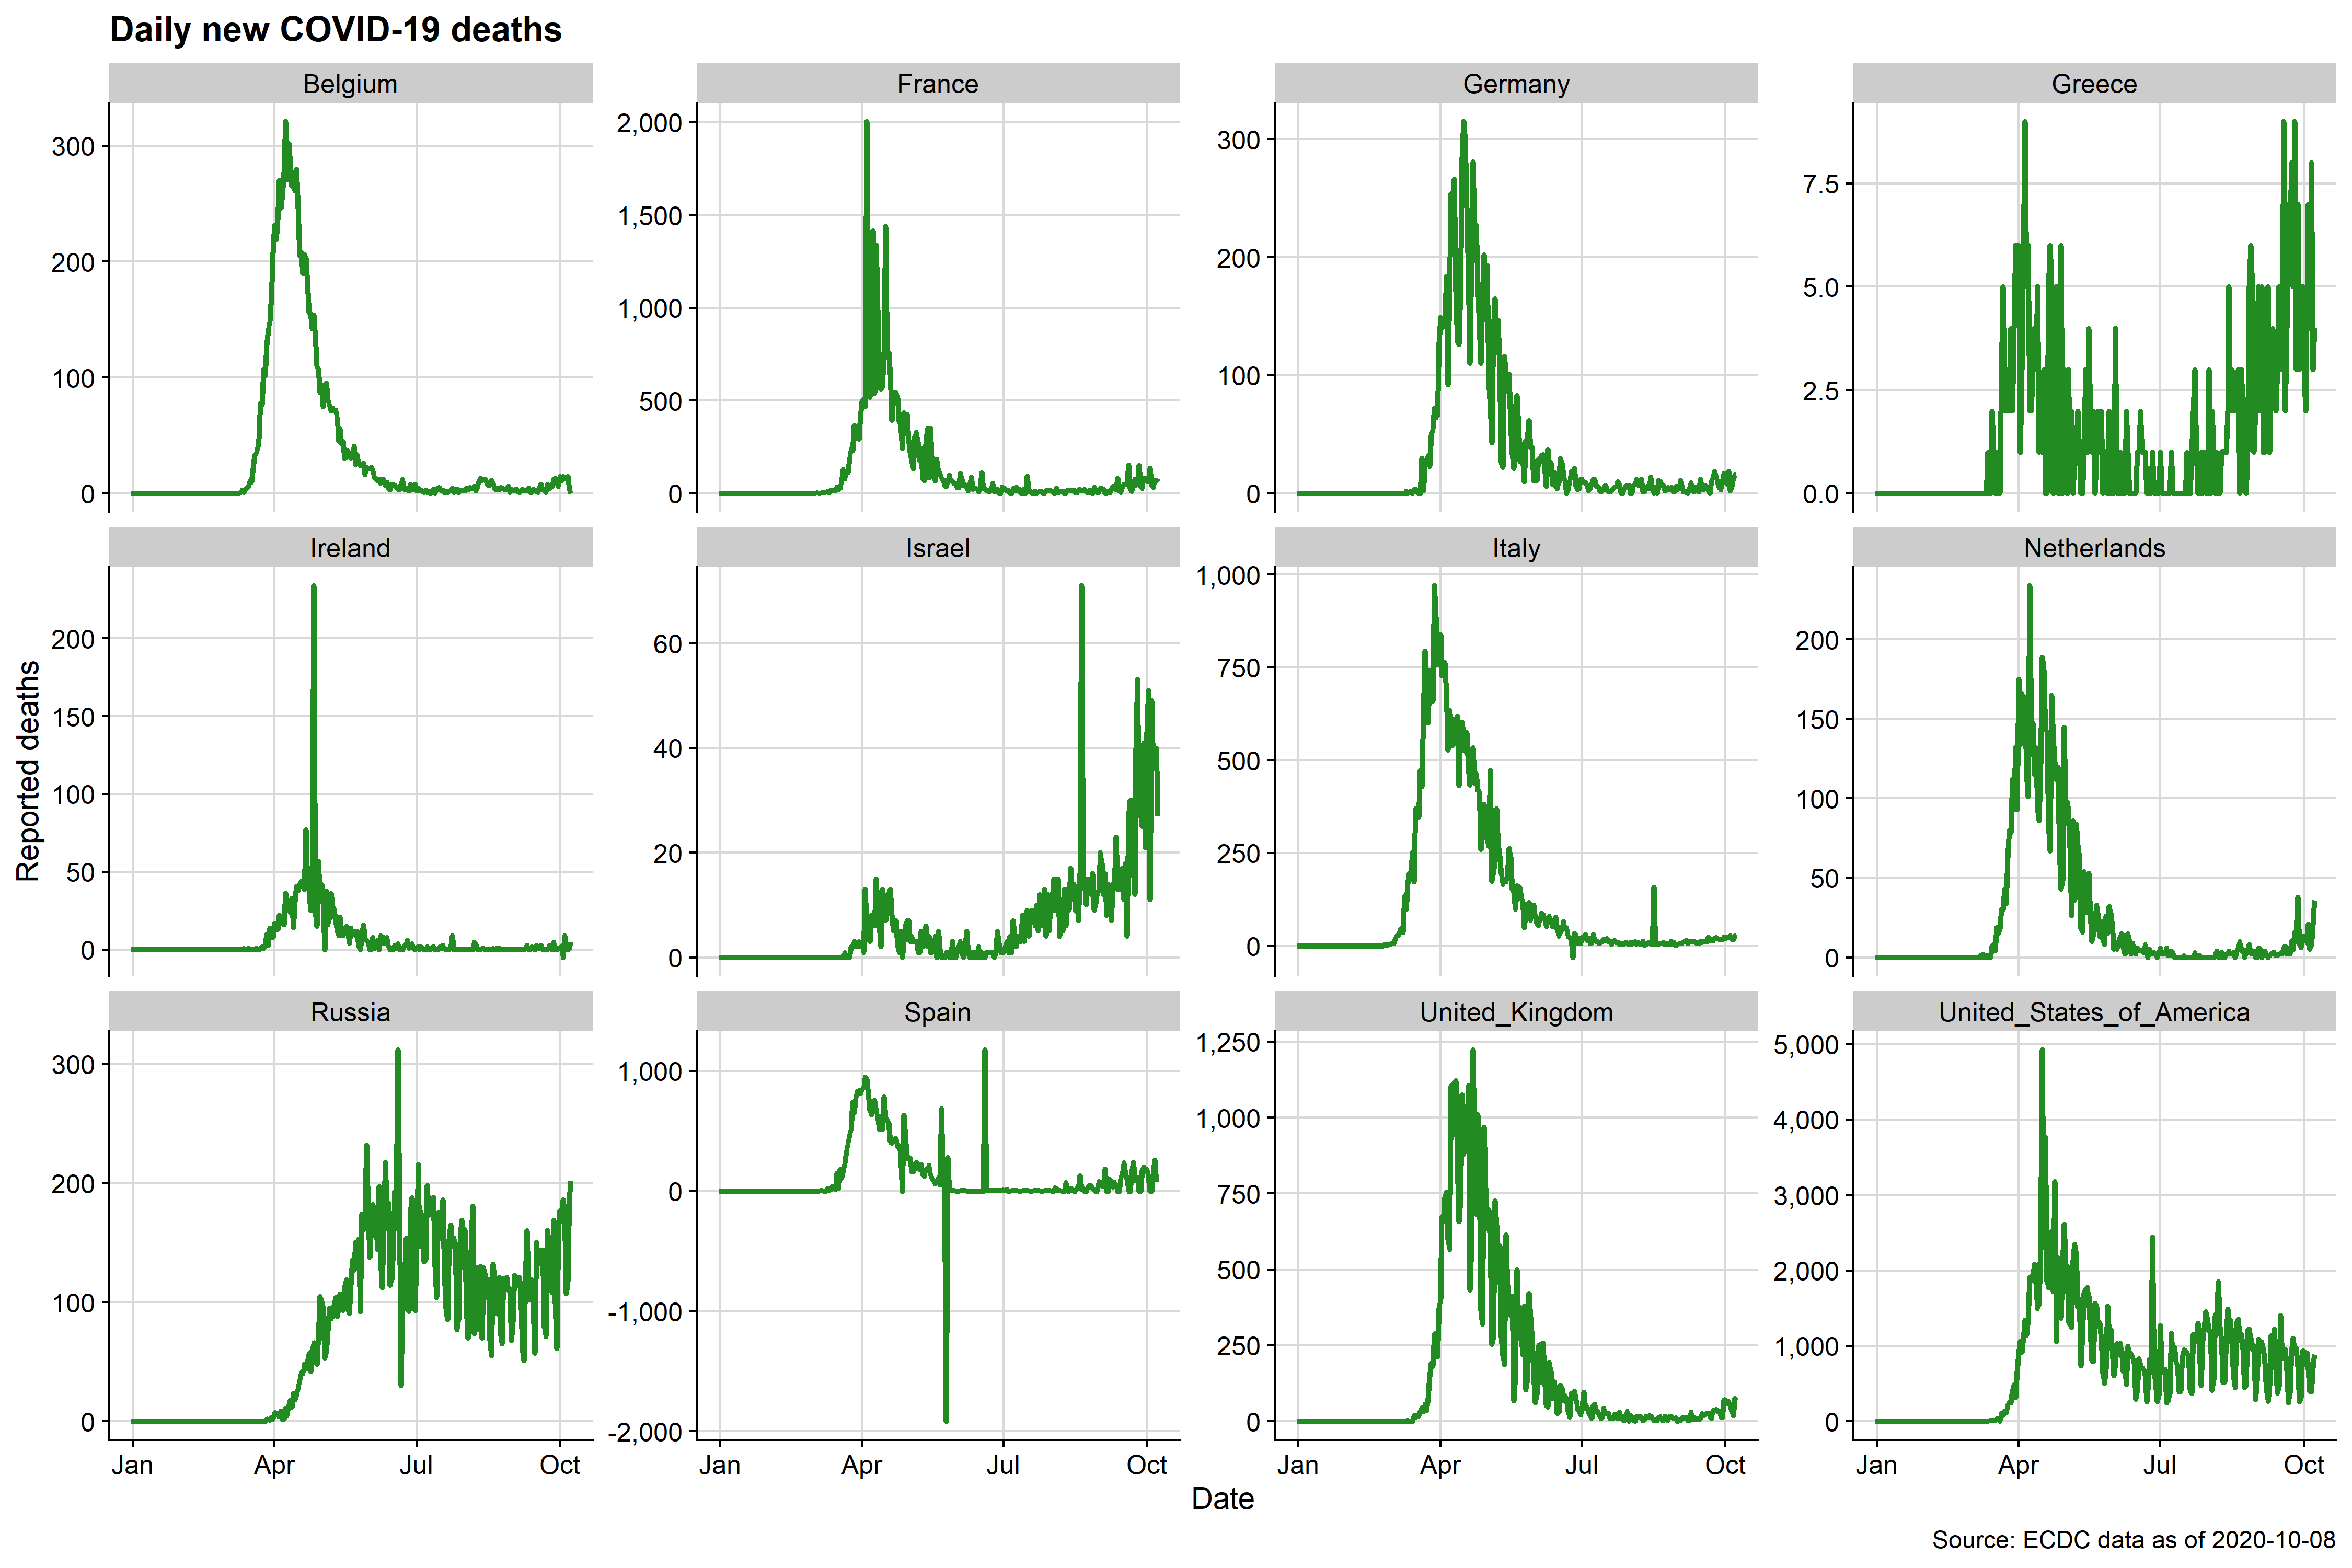 Daily new COVID-19 deaths
Belgium
France
Germany
Greece
300
200
100
0
2,000
1,500
1,000
500
0
300
200
100
0
7.5
5.0
2.5
0.0
Ireland
Israel
Italy
Netherlands
Reported deaths
200
150
100
50
0
60
40
20
0
1,000
750
500
250
0
200
150
100
50
0
Russia
Spain
United_Kingdom
United_States_of_America
300
200
100
0
1,000
0
-1,000
-2,000
1,250
1,000
750
500
250
0
5,000
4,000
3,000
2,000
1,000
0
Jan Apr Jul Oct
Jan Apr Jul Oct
Jan Apr Jul Oct
Jan Apr Jul Oct
Date
Source: ECDC data as of 2020-10-08